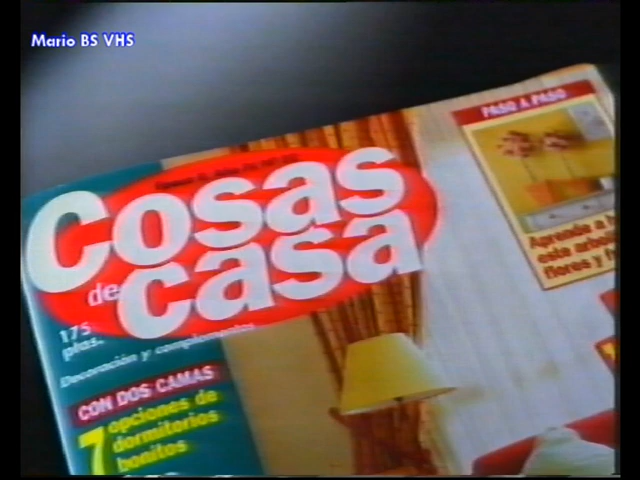 Mario BS VHS
PASO A PASO
Cosas
de casa
175
ptas.
Decoración y complementos
CON DOS CAMAS
7 opciones de
dormitorios
bonitos
Aprende a
este
flores y